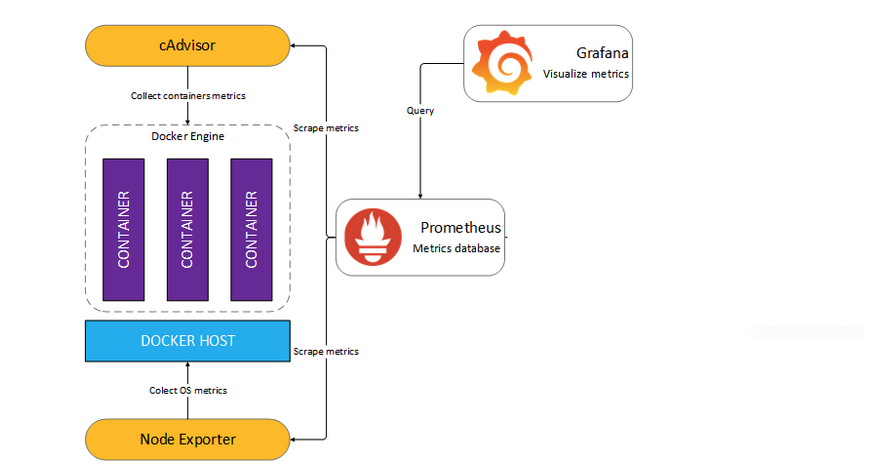 cAdvisor
Collect containers metrics
Docker Engine
CONTAINER
CONTAINER
CONTAINER
DOCKER HOST
Colect OS metrics
Node Exporter
Scrape metrics
Scrape metrics
Grafana
Visualize metrics
Query
Prometheus
Metrics database